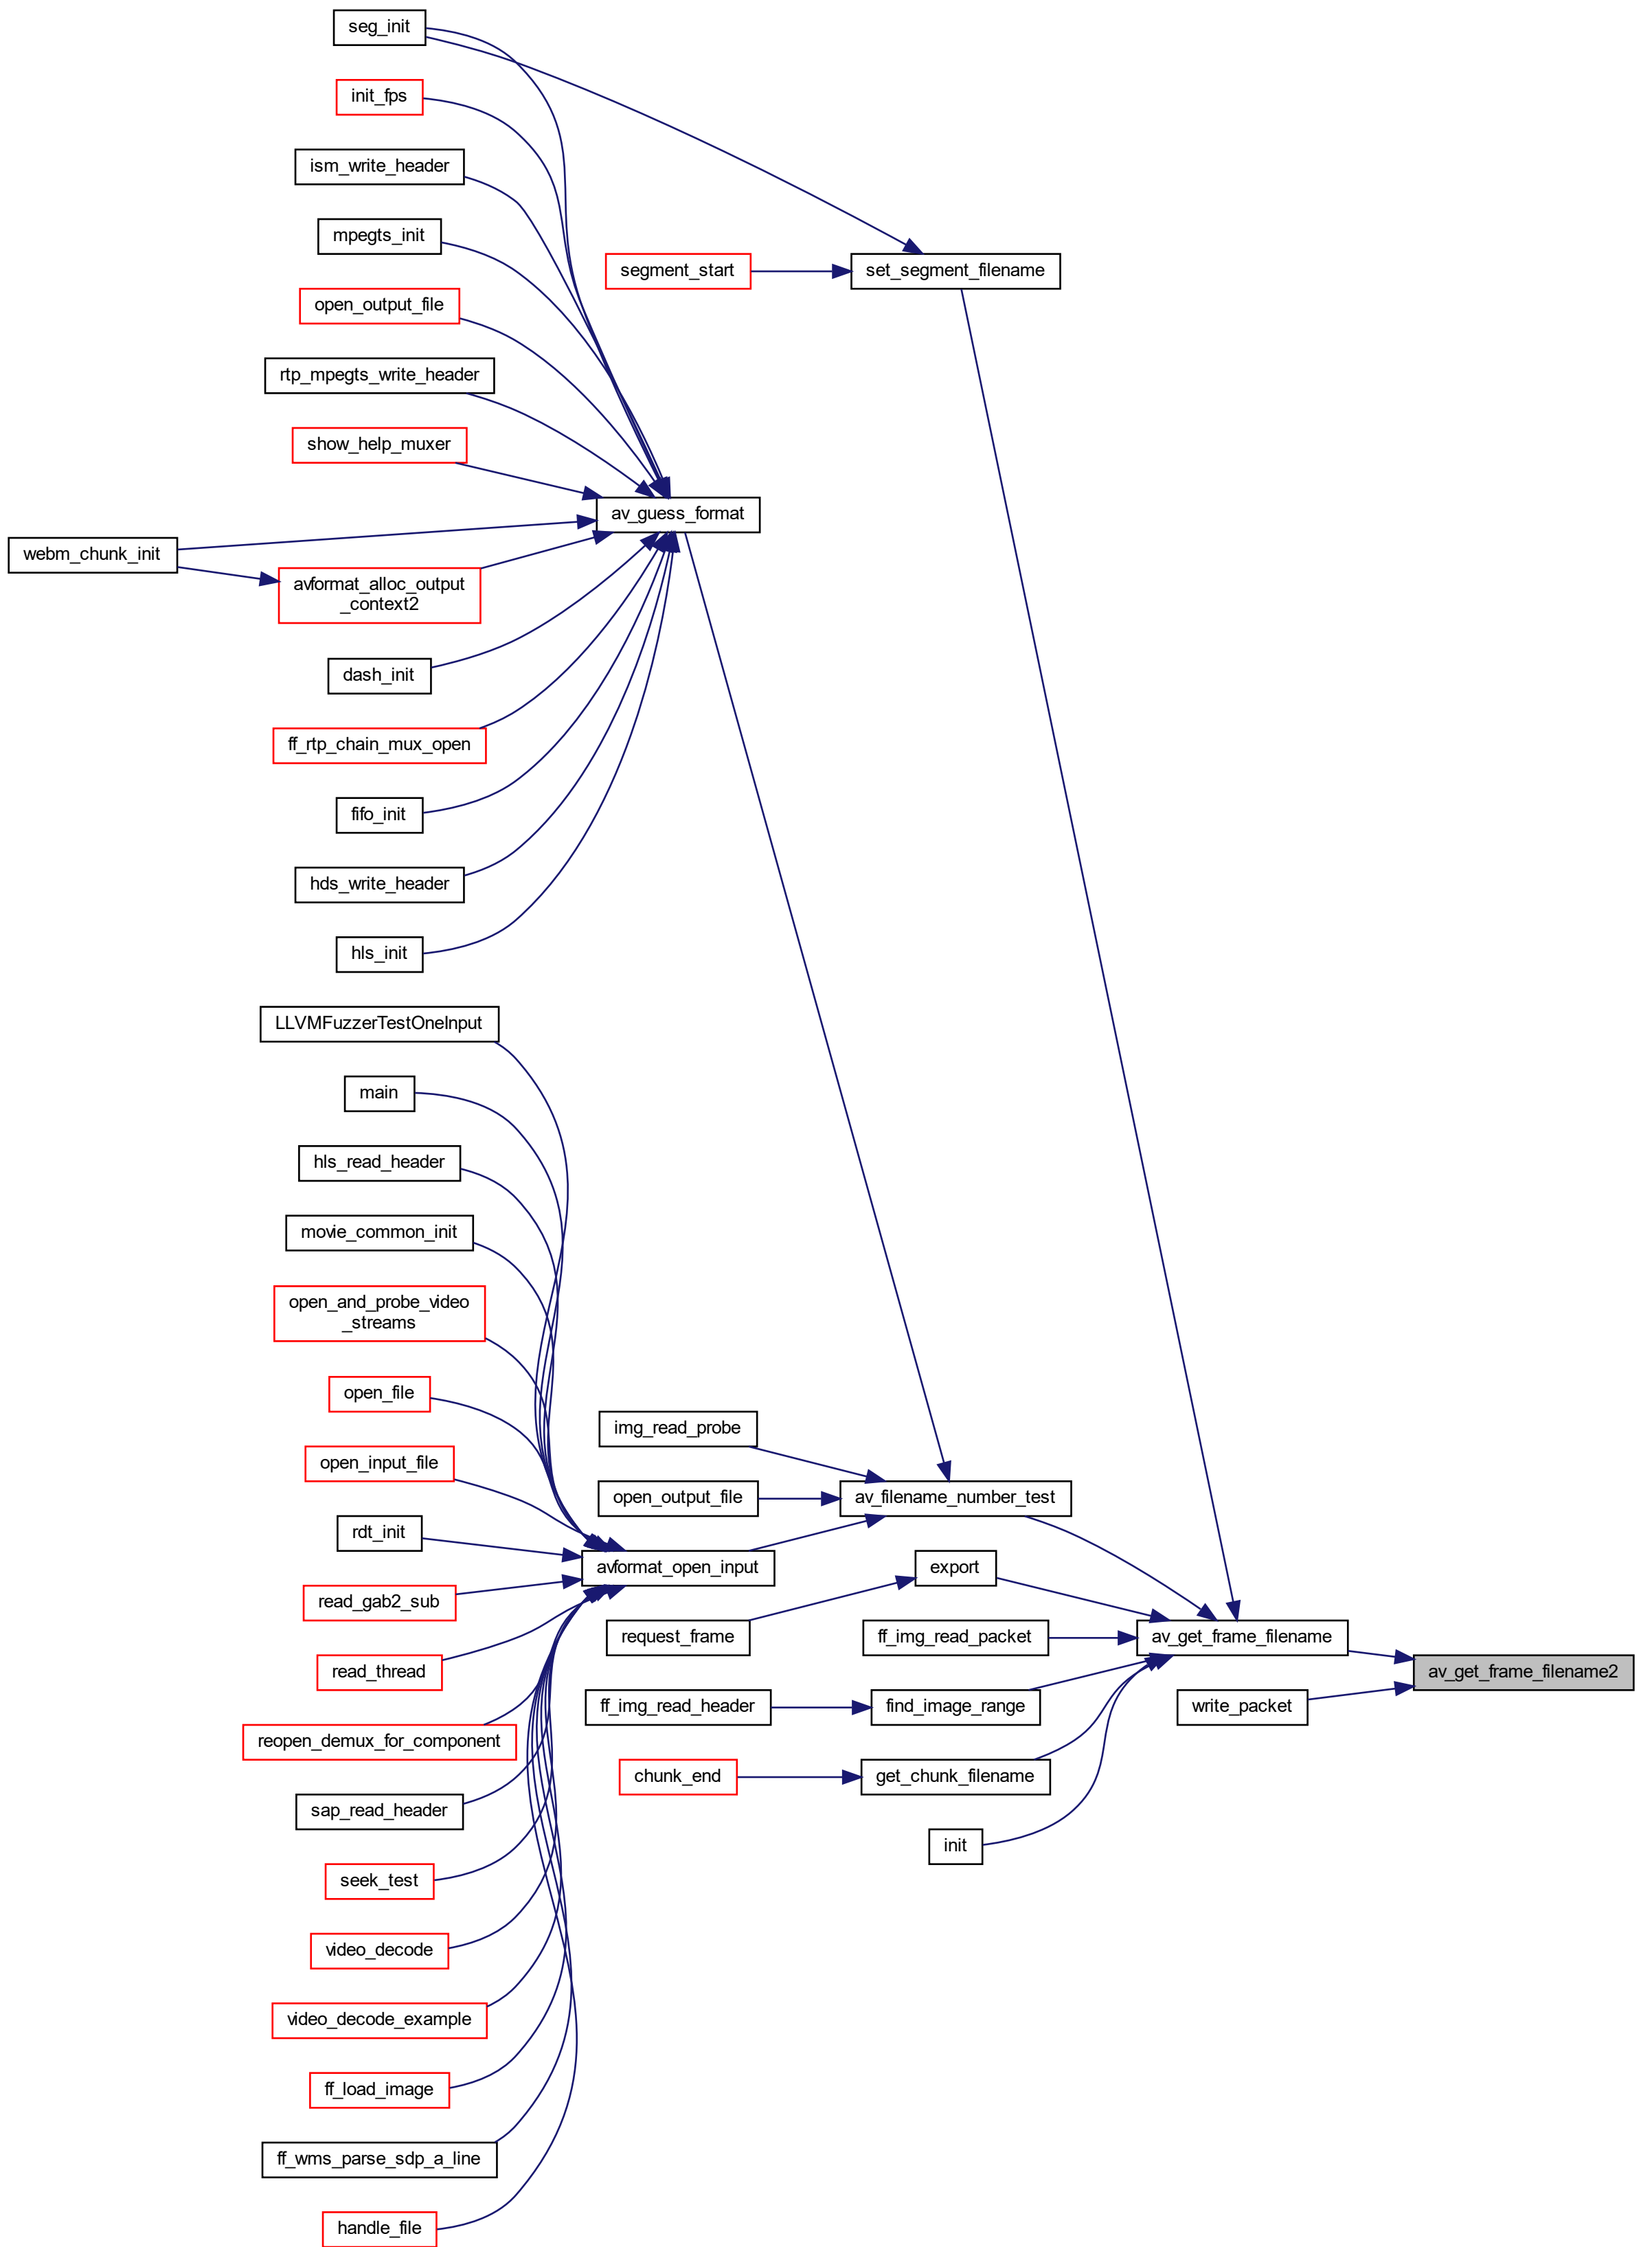 seg_init
init_fps
ism_write_header
mpegts_init
set_segment_filename
segment_start
open_output_file
rtp_mpegts_write_header
show_help_muxer
av_guess_format
webm_chunk_init
avformat_alloc_output
_context2
dash_init
ff_rtp_chain_mux_open
fifo_init
hds_write_header
hls_init
LLVMFuzzerTestOneInput
main
hls_read_header
movie_common_init
open_and_probe_video
_streams
open_file
img_read_probe
open_input_file
open_output_file
av_filename_number_test
rdt_init
avformat_open_input
export
read_gab2_sub
request_frame
ff_img_read_packet
av_get_frame_filename
read_thread
av_get_frame_filename2
ff_img_read_header
find_image_range
write_packet
reopen_demux_for_component
chunk_end
get_chunk_filename
sap_read_header
init
seek_test
video_decode
video_decode_example
ff_load_image
ff_wms_parse_sdp_a_line
handle_file